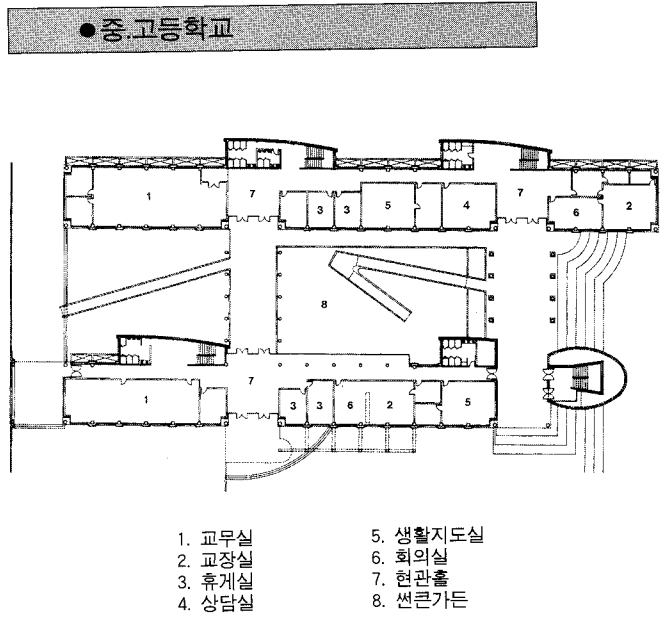 ●중.고등학교
1 7 3 3 5 4 7 6 2
8
7
1 3 3 6 2 5
1. 교무실
2. 교장실
3. 휴게실
4. 상담실
5. 생활지도실
6. 회의실
7. 현관홀
8. 썬큰가든